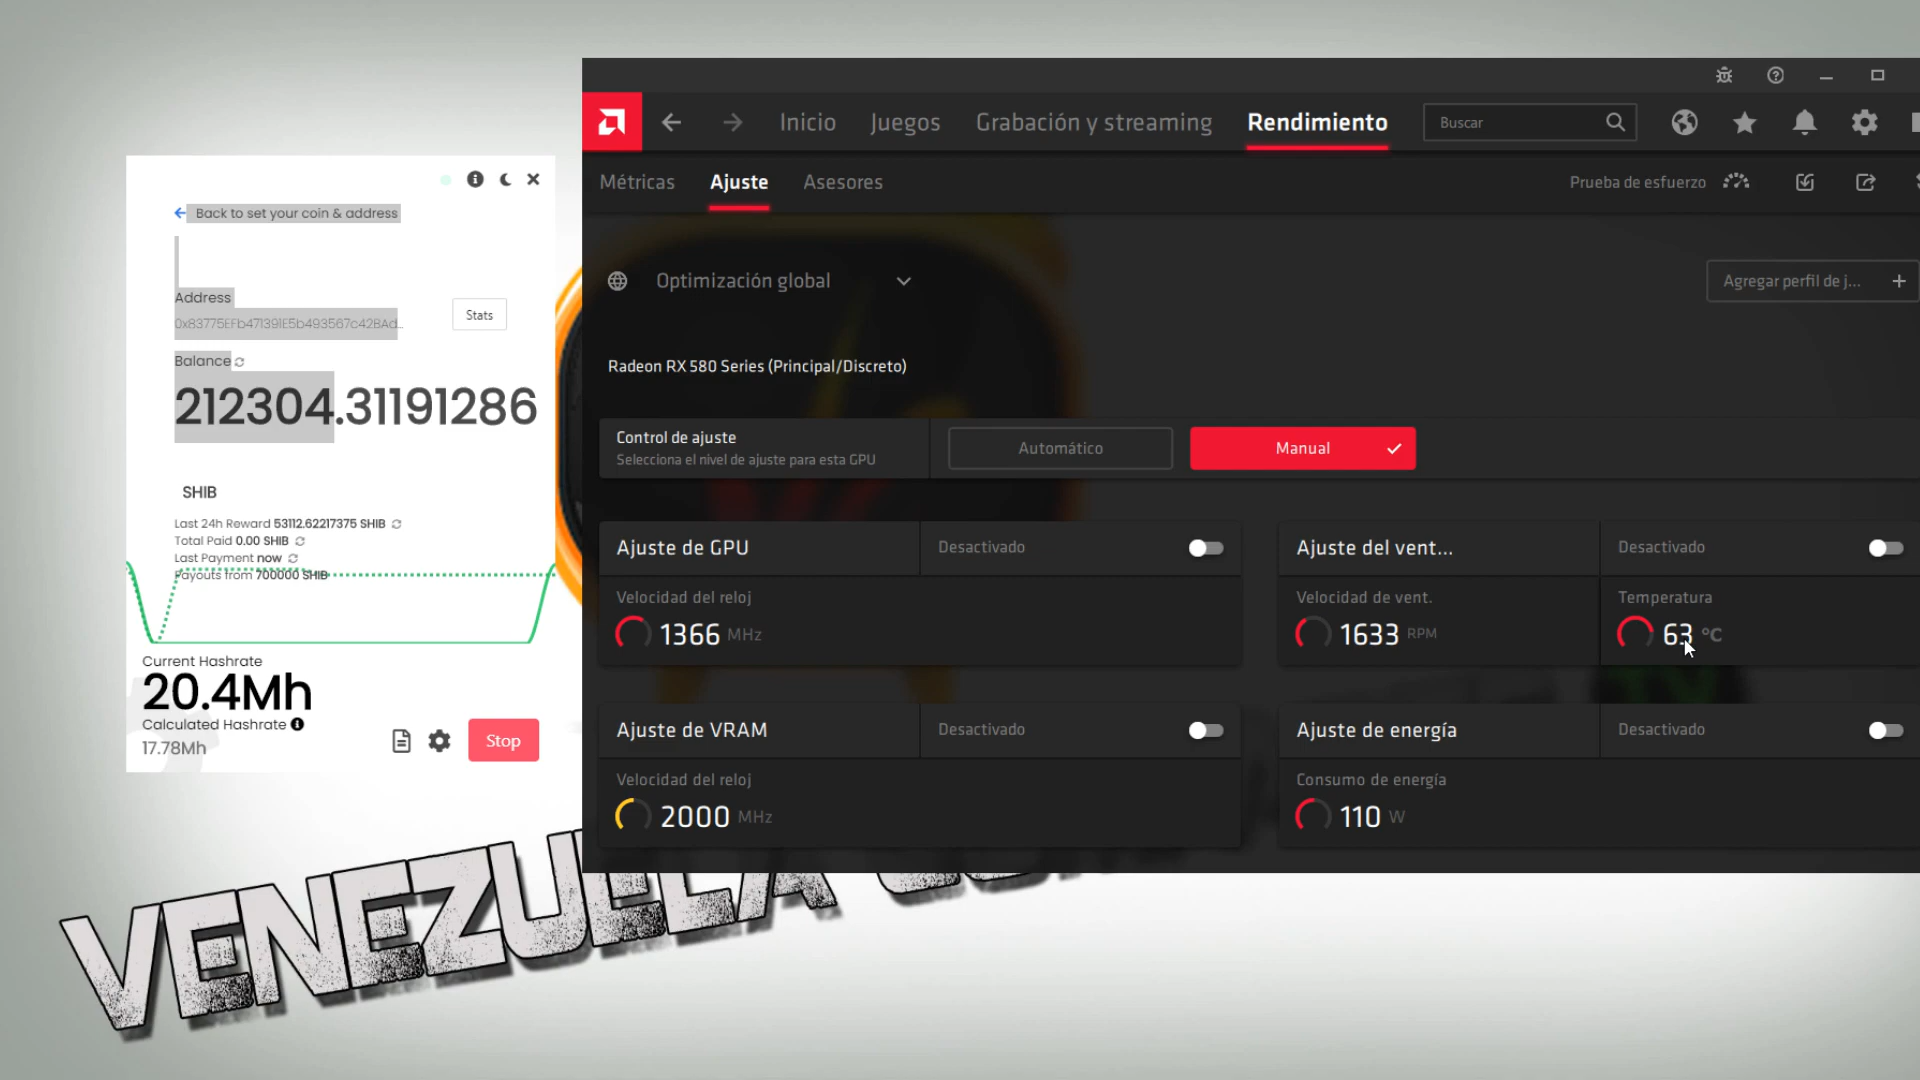 Back to set your coin & address
Address
0x83775EFb471391E5b493567c428Ad...
Stats
Balance
212304.31191286
SHIB
Last 24h Reward 53112.62217375 SHIB
Total Paid 0.00 SHIB
Last Payment now
Payouts from 700000 SHIB
Current Hashrate
20.4Mh
Calculated Hashrate
17.78Mh
Stop
Inicio Juegos Grabación y streaming Rendimiento Buscar
Métricas Ajuste Asesores Prueba de esfuerzo
Optimización global Agregar perfil de j...
Radeon RX 580 Series (Principal/Discreto)
Control de ajuste
Selecciona el nivel de ajuste para esta GPU
Automático Manual
Ajuste de GPU Desactivado
Velocidad del reloj
1366 MHz
Ajuste del vent... Desactivado
Velocidad de vent. Temperatura
1633 RPM 63 °C
Ajuste de VRAM Desactivado
Velocidad del reloj
2000 MHz
Ajuste de energía Desactivado
Consumo de energía
110 W
VENEZUELA